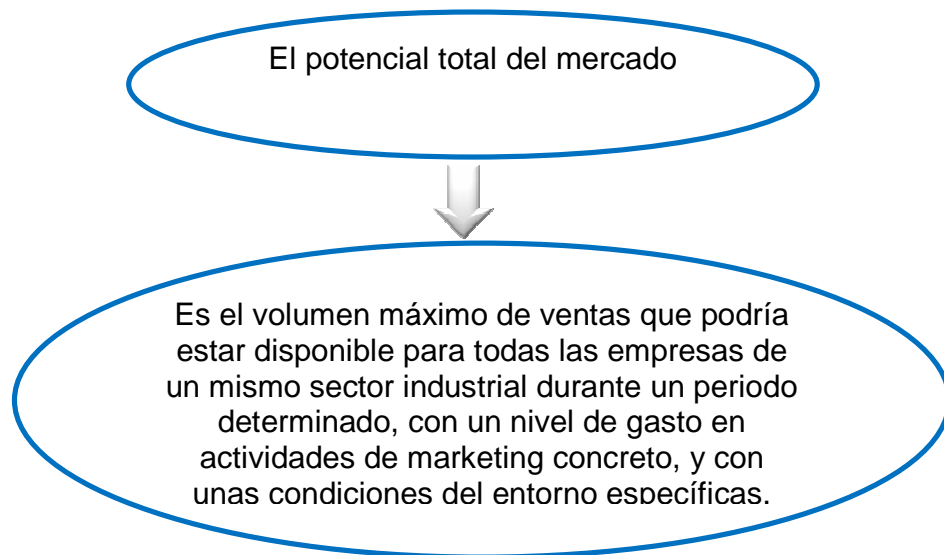 El potencial total del mercado
Es el volumen máximo de ventas que podría
estar disponible para todas las empresas de
un mismo sector industrial durante un periodo
determinado, con un nivel de gasto en
actividades de marketing concreto, y con
unas condiciones del entorno específicas.